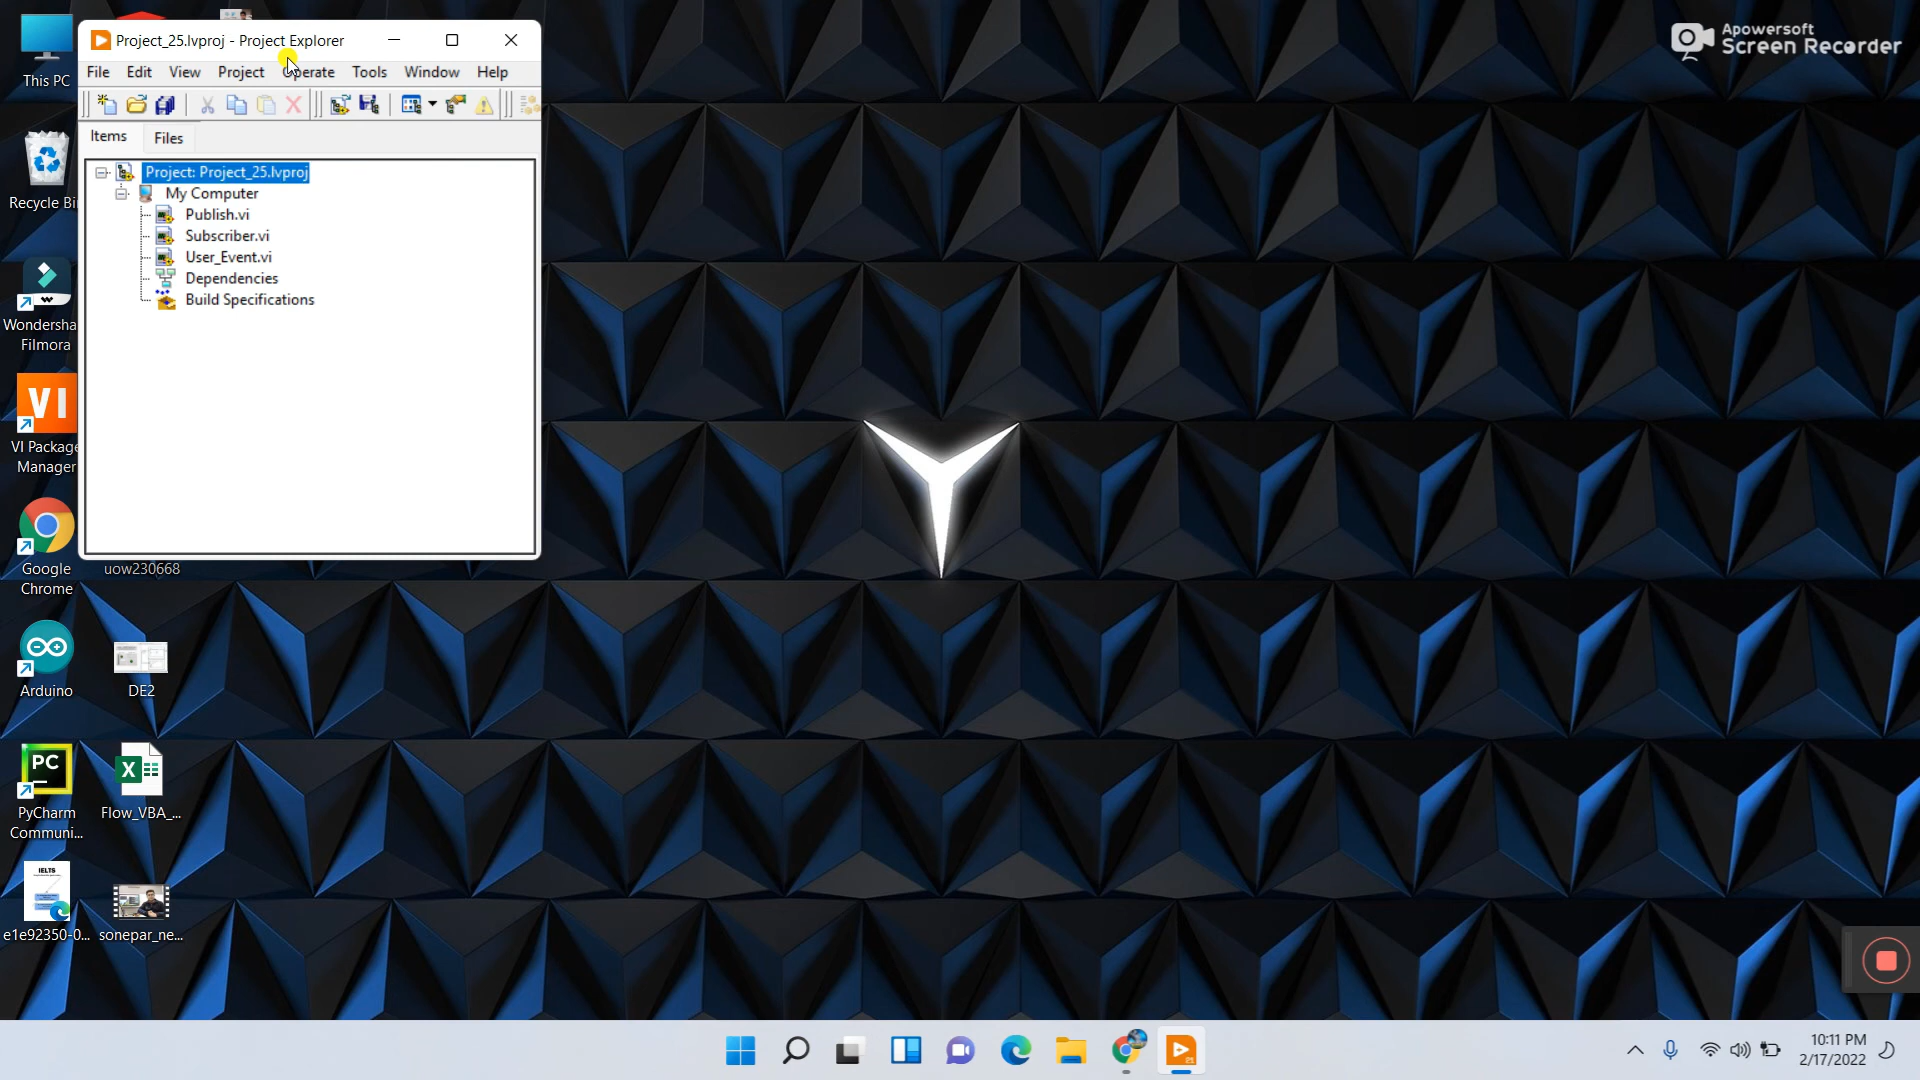 Project_25.lvproj - Project Explorer
File Edit View Project Operate Tools Window Help
Items Files
Project: Project_25.lvproj
My Computer
Publish.vi
Subscriber.vi
User_Event.vi
Dependencies
Build Specifications
This PC
Recycle Bi
Wondersha
Filmora
VI
VI Package
Manager
Google
Chrome
uow230668
Arduino
DE2
PC
PyCharm
Communi...
Flow_VBA_...
IELTS
e1e92350-0...
sonepar_ne...
Apowersoft
Screen Recorder
10:11 PM
2/17/2022